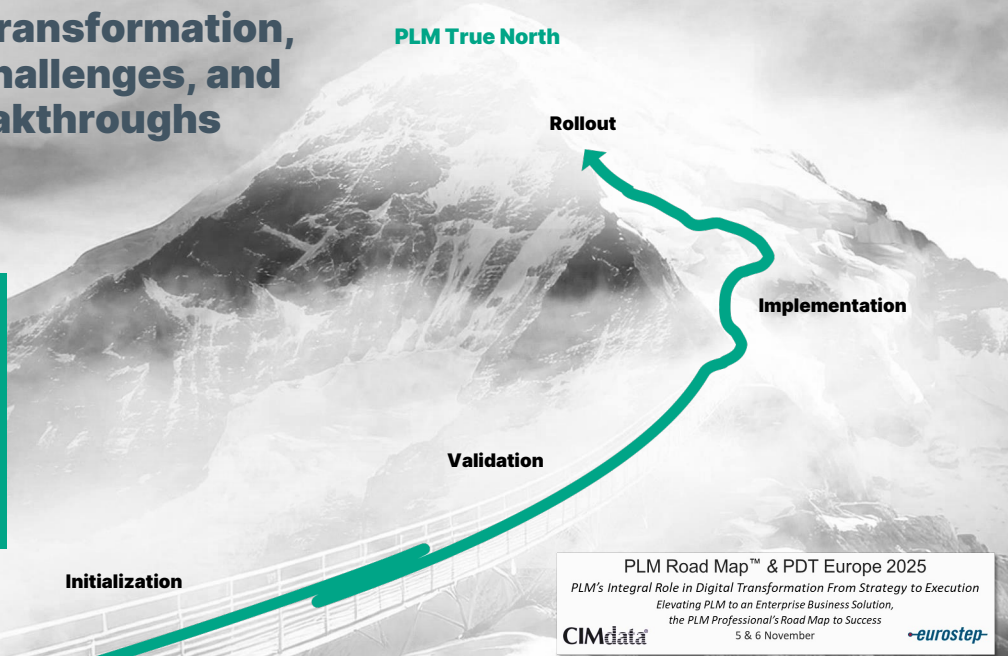 ransformation,
hallenges, and
akthroughs
PLM True North
Rollout
Implementation
Validation
Initialization
PLM Road Map™ & PDT Europe 2025
PLM's Integral Role in Digital Transformation From Strategy to Execution
Elevating PLM to an Enterprise Business Solution,
the PLM Professional's Road Map to Success
5 & 6 November
CIMdata®
eurostep